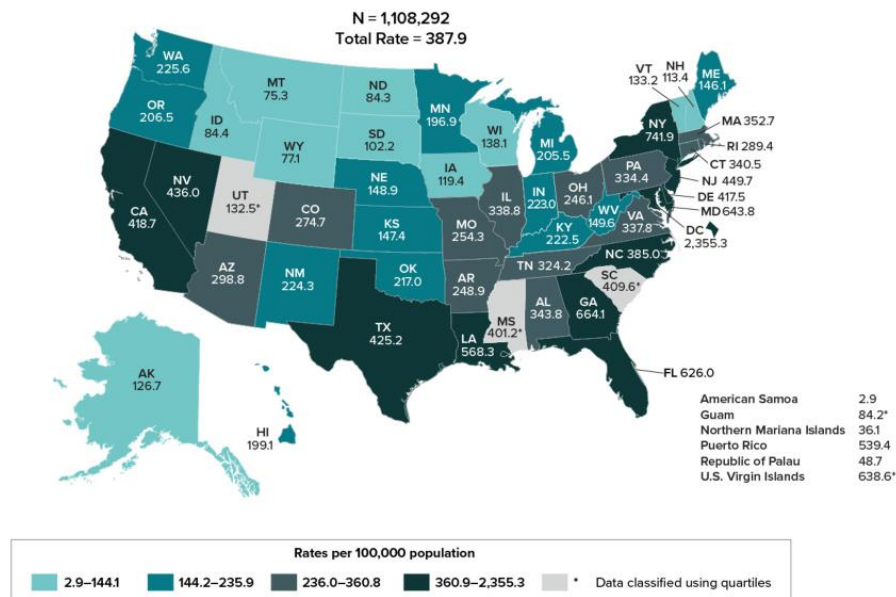 N = 1,108,292
Total Rate = 387.9
WA
225.6
OR
206.5
ID
84.4
MT
75.3
ND
84.3
MN
196.9
WI
138.1
MI
205.5
VT
133.2
NH
113.4
ME
146.1
NY
741.9
MA 352.7
RI 289.4
CT 340.5
NJ 449.7
DE 417.5
MD 643.8
DC
2,355.3
WY
77.1
SD
102.2
IA
119.4
NE
148.9
NV
436.0
UT
132.5*
CO
274.7
CA
418.7
KS
147.4
MO
254.3
IL
338.8
IN
223.0
OH
246.1
PA
334.4
WV
149.6
VA
337.8
KY
222.5
NC 385.0
TN 324.2
SC
409.6*
AZ
298.8
NM
224.3
OK
217.0
AR
248.9
TX
425.2
LA
568.3
MS
401.2*
AL
343.8
GA
664.1
FL 626.0
AK
126.7
HI
199.1
American Samoa 2.9
Guam 84.2*
Northern Mariana Islands 36.1
Puerto Rico 539.4
Republic of Palau 48.7
U.S. Virgin Islands 638.6*
Rates per 100,000 population
2.9–144.1 144.2–235.9 236.0–360.8 360.9–2,355.3 * Data classified using quartiles